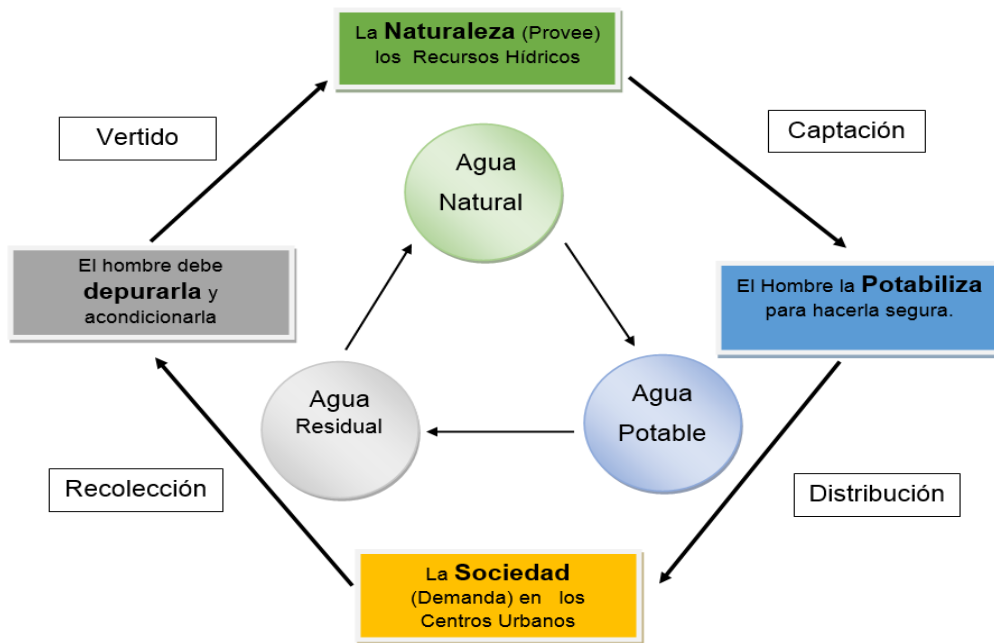 La Naturaleza (Provee)
los Recursos Hídricos
Vertido
Captación
Agua
Natural
El hombre debe
depurarla y
acondicionarla
El Hombre la Potabiliza
para hacerla segura.
Agua
Residual
Agua
Potable
Recolección
Distribución
La Sociedad
(Demanda) en los
Centros Urbanos